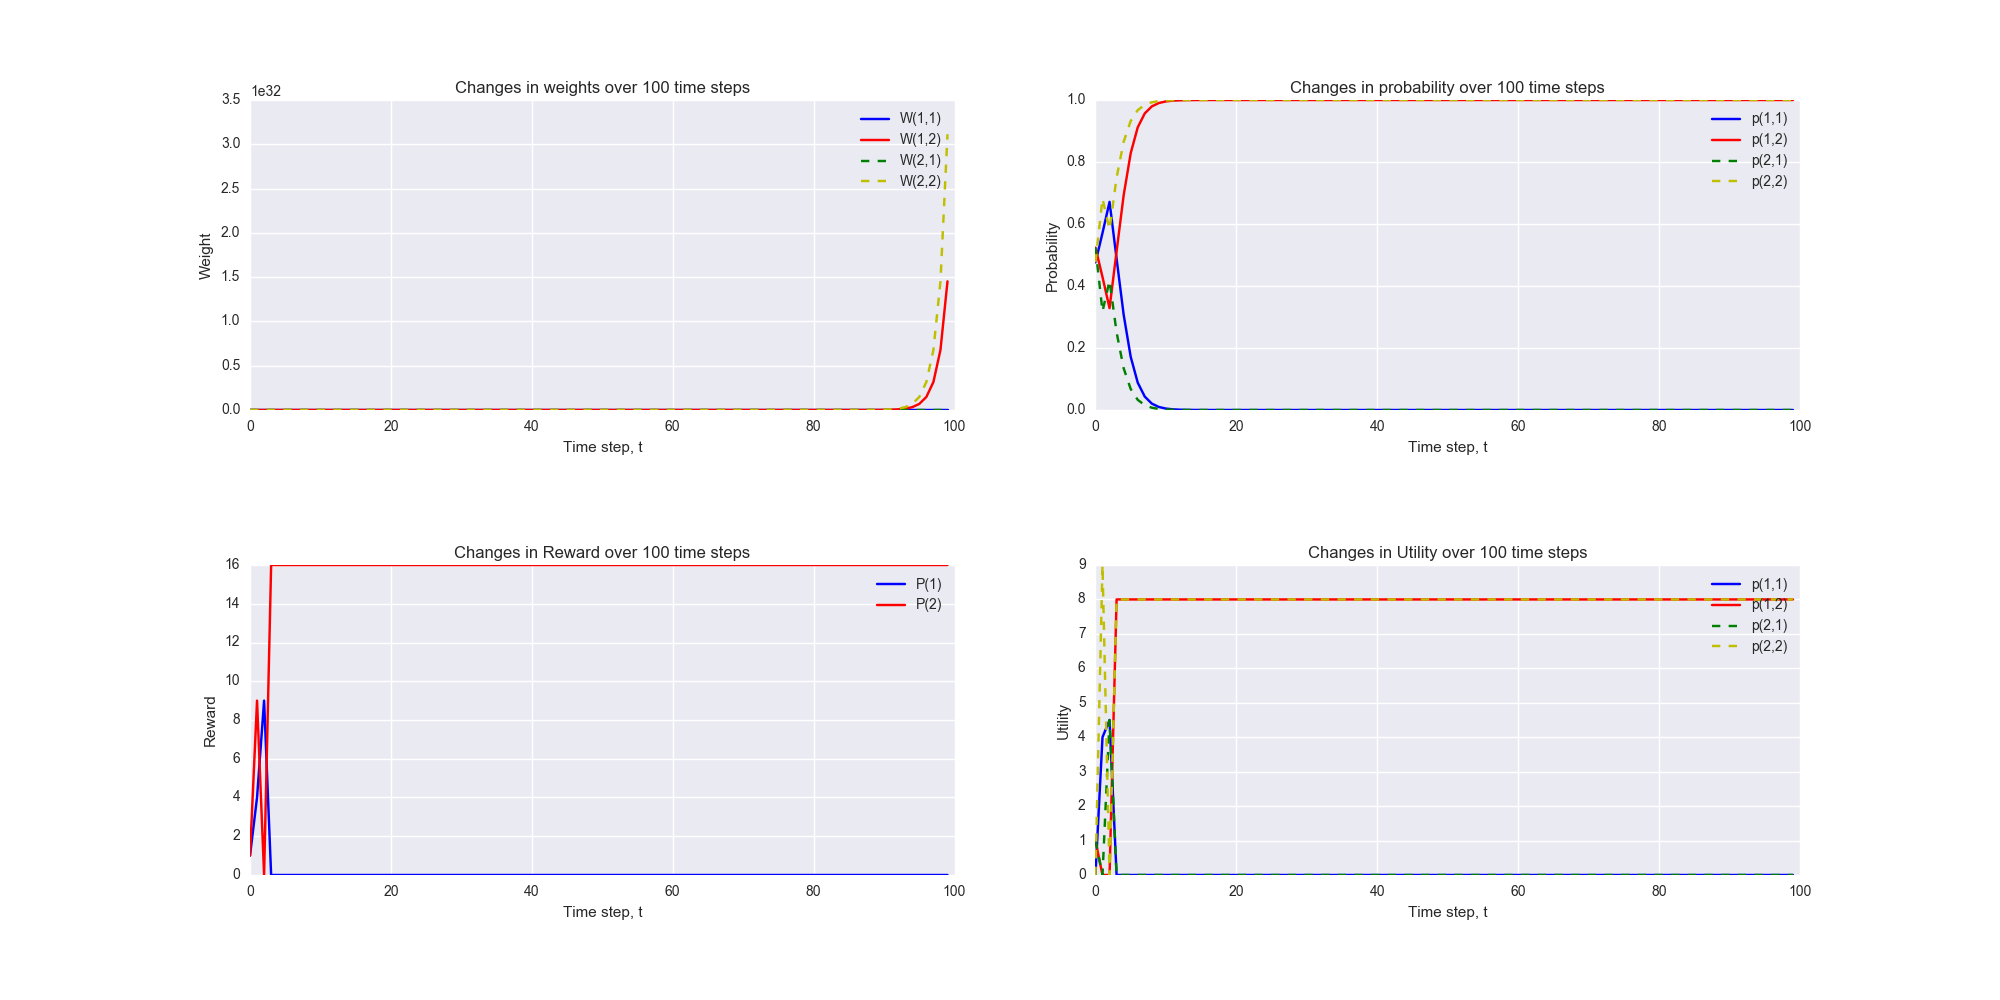 Changes in weights over 100 time steps
1e32
3.5
3.0
2.5
2.0
1.5
1.0
0.5
0.0
Weight
0 20 40 60 80 100
Time step, t
W(1,1)
W(1,2)
W(2,1)
W(2,2)
Changes in probability over 100 time steps
1.0
0.8
0.6
0.4
0.2
0.0
Probability
0 20 40 60 80 100
Time step, t
p(1,1)
p(1,2)
p(2,1)
p(2,2)
Changes in Reward over 100 time steps
16
14
12
10
8
6
4
2
0
Reward
0 20 40 60 80 100
Time step, t
P(1)
P(2)
Changes in Utility over 100 time steps
9
8
7
6
5
4
3
2
1
0
Utility
0 20 40 60 80 100
Time step, t
p(1,1)
p(1,2)
p(2,1)
p(2,2)